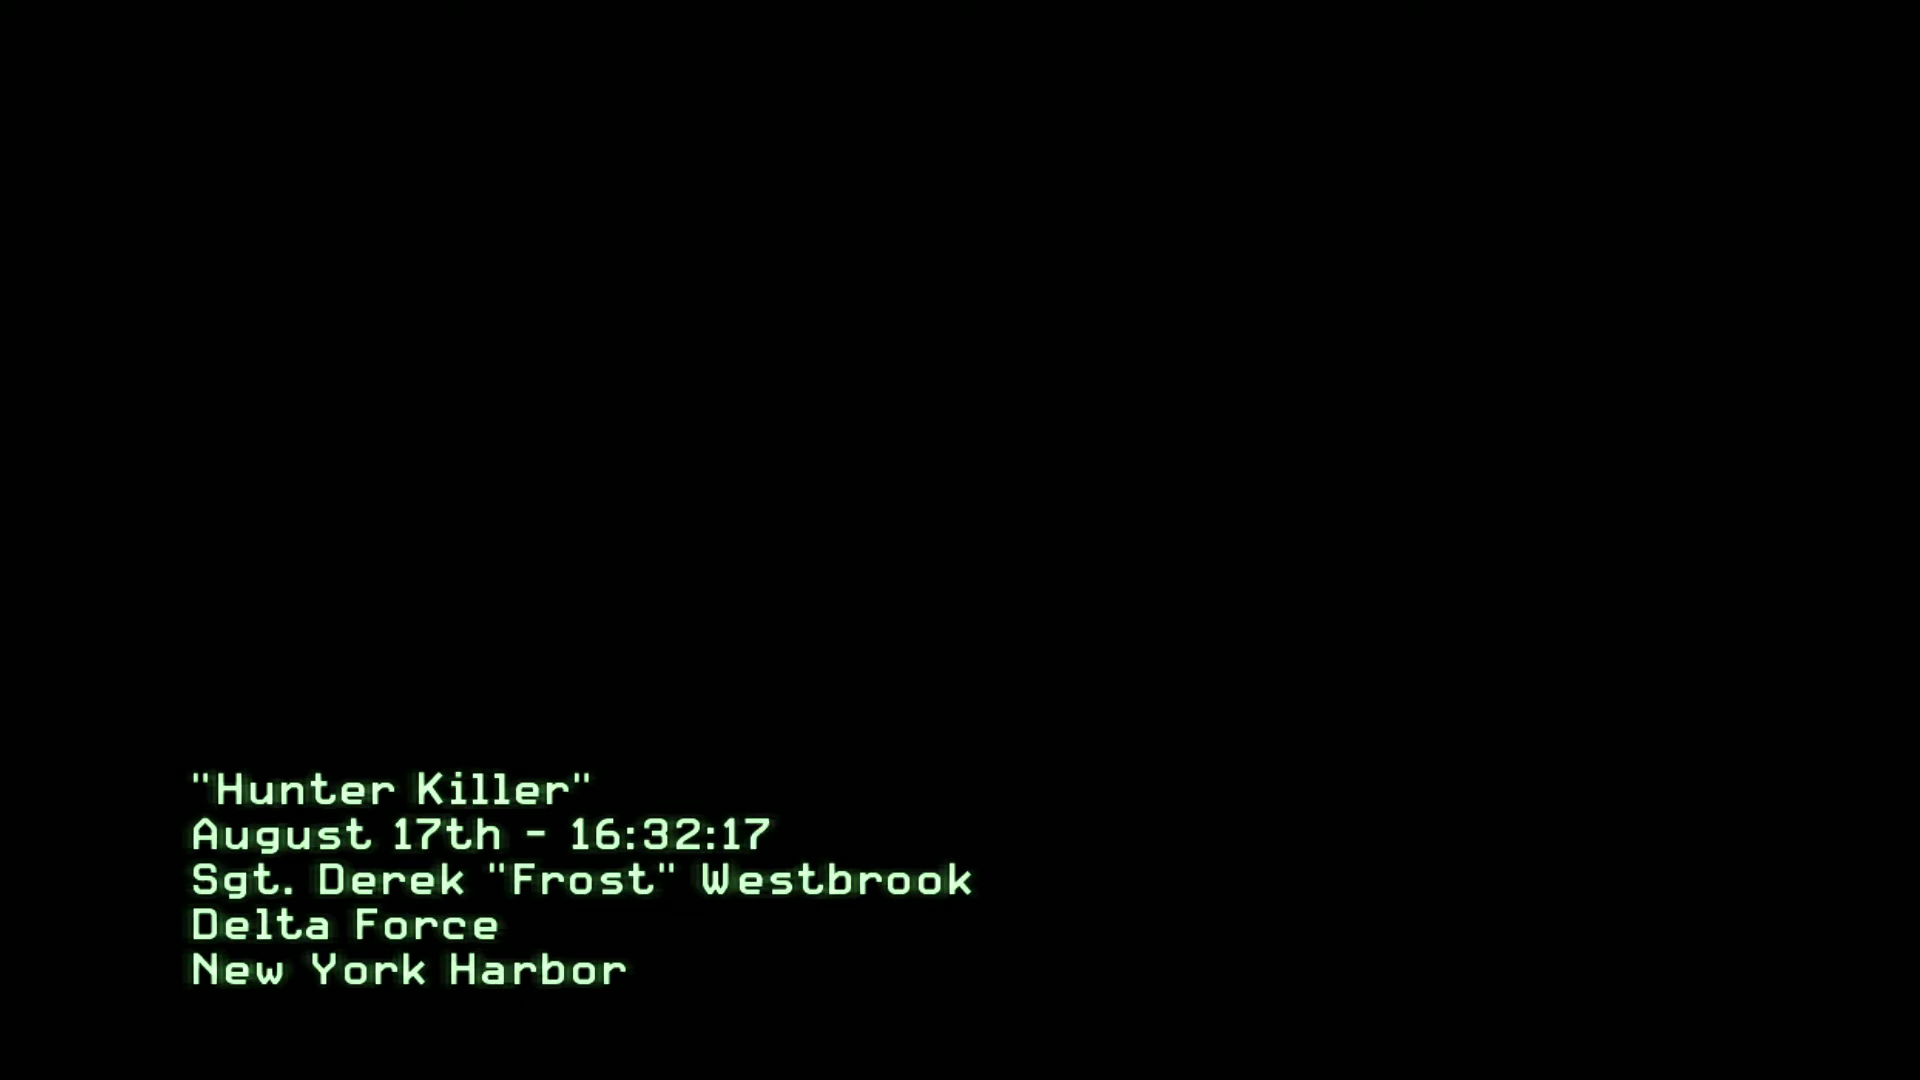 "Hunter Killer"
August 17th - 16:32:17
Sgt. Derek "Frost" Westbrook
Delta Force
New York Harbor